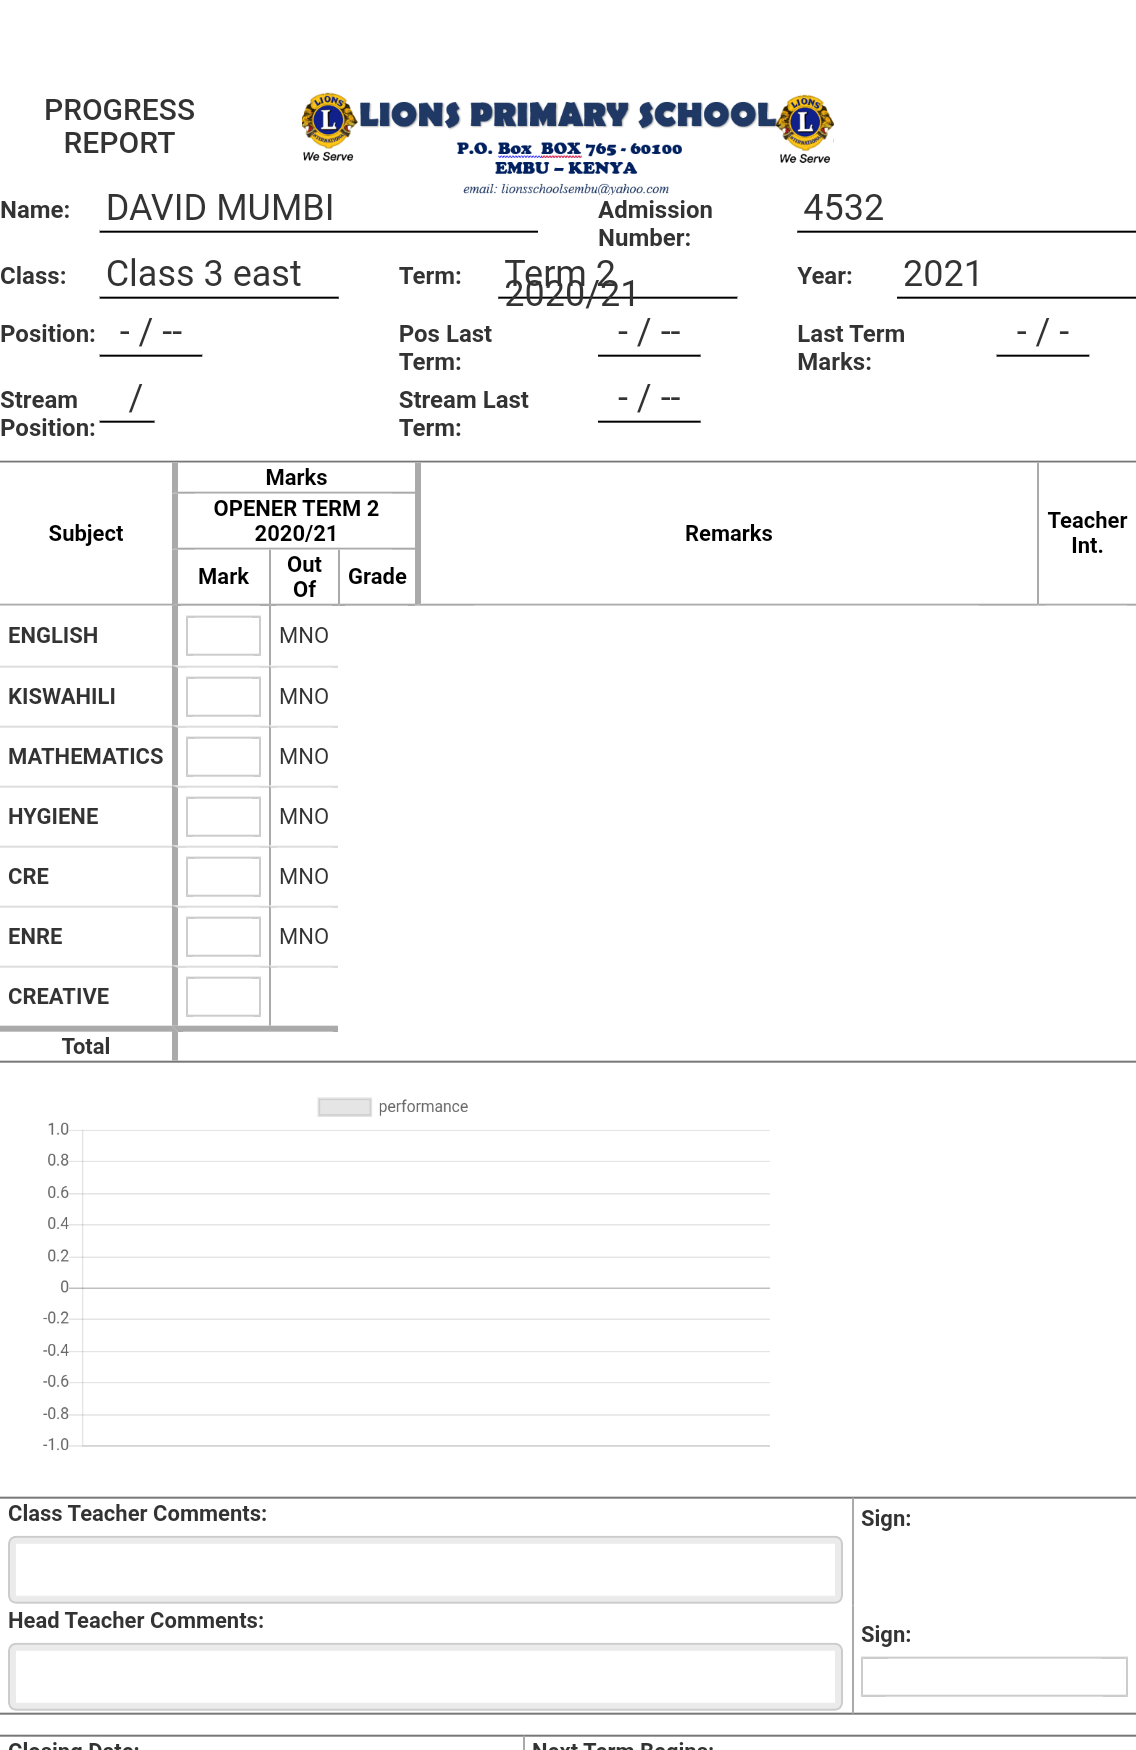 PROGRESS REPORT
LIONS
L
INTERNATIONAL
We Serve
LIONS PRIMARY SCHOOL
P.O. Box BOX 765 - 60100
EMBU – KENYA
email: lionsschoolsembu@yahoo.com
LIONS
L
INTERNATIONAL
We Serve
Name: DAVID MUMBI Admission Number: 4532
Class: Class 3 east Term: Term 2 2020/21 Year: 2021
Position: - / -- Pos Last Term: - / -- Last Term Marks: - / -
Stream Position: / Stream Last Term: - / --
Subject Marks Remarks Teacher Int.
OPENER TERM 2 2020/21
Mark Out Of Grade
ENGLISH MNO
KISWAHILI MNO
MATHEMATICS MNO
HYGIENE MNO
CRE MNO
ENRE MNO
CREATIVE
Total
performance
1.0
0.8
0.6
0.4
0.2
0
-0.2
-0.4
-0.6
-0.8
-1.0
Class Teacher Comments: Sign:
Head Teacher Comments: Sign:
Closing Date: Next Term Begins: